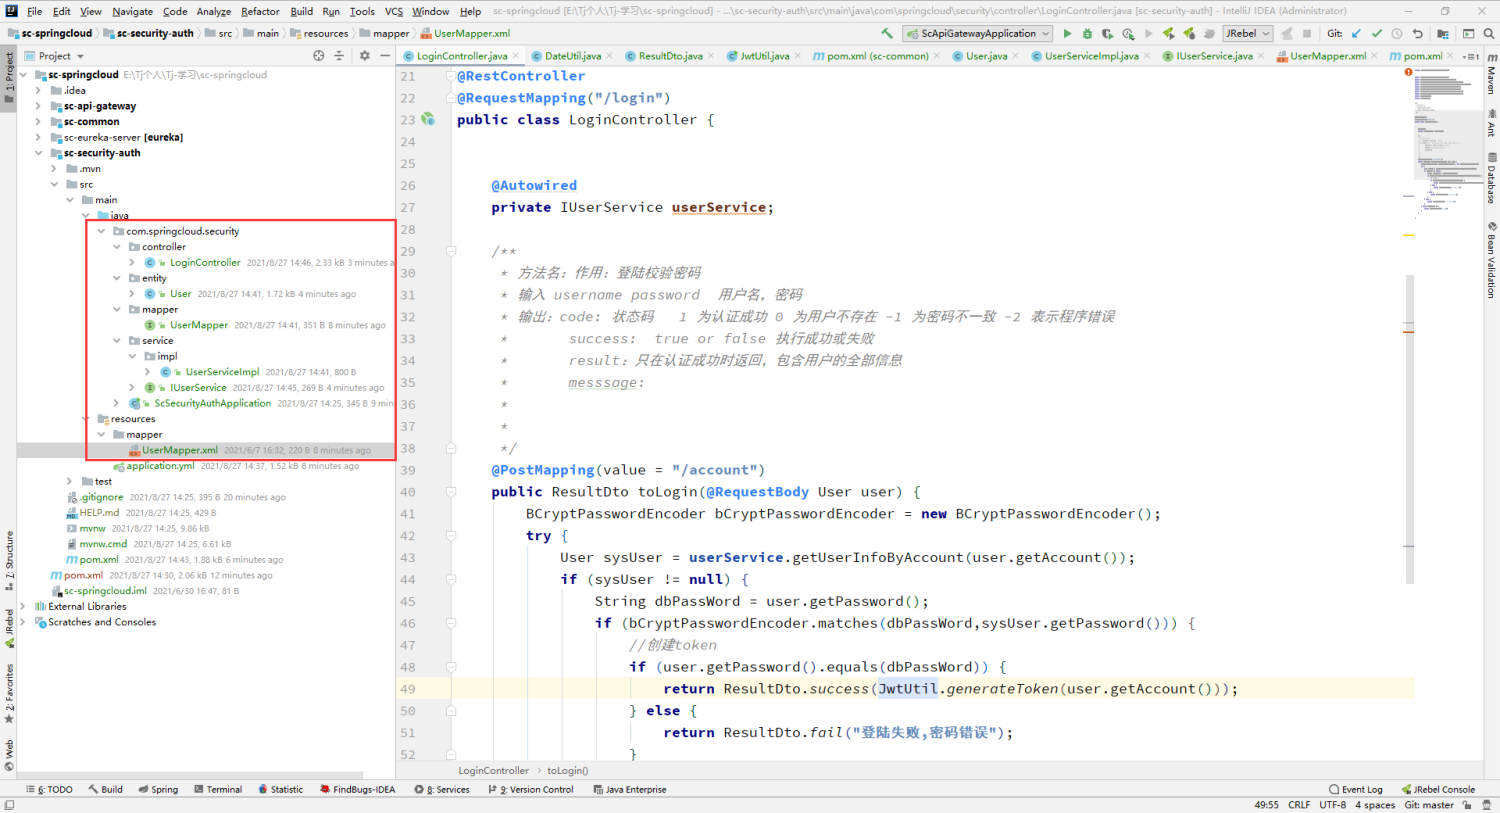 File Edit View Navigate Code Analyze Refactor Build Run Tools VCS Window Help sc-springcloud [E:\Tj个人\Tj-学习\sc-springcloud] - ...\sc-security-auth\src\main\java\com\springcloud\security\controller\LoginController.java [sc-security-auth] - IntelliJ IDEA (Administrator)
sc-springcloud › sc-security-auth › src › main › resources › mapper › UserMapper.xml ScApiGatewayApplication JRebel Git:
Project
LoginController.java DateUtil.java ResultDto.java JwtUtil.java pom.xml (sc-common) User.java UserServiceImpl.java IUserService.java UserMapper.xml pom.xml
1: Project
sc-springcloud E:\Tj个人\Tj-学习\sc-springcloud
.idea
sc-api-gateway
sc-common
sc-eureka-server [eureka]
sc-security-auth
.mvn
src
main
java
com.springcloud.security
controller
LoginController 2021/8/27 14:46, 2.33 kB 3 minutes a
entity
User 2021/8/27 14:41, 1.72 kB 4 minutes ago
mapper
UserMapper 2021/8/27 14:41, 351 B 8 minutes ago
service
impl
UserServiceImpl 2021/8/27 14:41, 800 B
IUserService 2021/8/27 14:45, 269 B 4 minutes ago
ScSecurityAuthApplication 2021/8/27 14:25, 345 B 9 min
resources
mapper
UserMapper.xml 2021/6/7 16:32, 220 B 8 minutes ago
application.yml 2021/8/27 14:37, 1.52 kB 8 minutes ago
test
.gitignore 2021/8/27 14:25, 395 B 20 minutes ago
HELP.md 2021/8/27 14:25, 429 B
mvnw 2021/8/27 14:25, 9.86 kB
mvnw.cmd 2021/8/27 14:25, 6.61 kB
pom.xml 2021/8/27 14:43, 1.88 kB 6 minutes ago
pom.xml 2021/8/27 14:30, 2.06 kB 12 minutes ago
sc-springcloud.iml 2021/6/30 16:47, 81 B
External Libraries
Scratches and Consoles
7: Structure
JRebel
2: Favorites
Web
21 @RestController
22 @RequestMapping("/login")
23 public class LoginController {
24
25
26 @Autowired
27 private IUserService userService;
28
29 /**
30 * 方法名: 作用: 登陆校验密码
31 * 输入 username password 用户名, 密码
32 * 输出: code: 状态码 1 为认证成功 0 为用户不存在 -1 为密码不一致 -2 表示程序错误
33 * success: true or false 执行成功或失败
34 * result: 只在认证成功时返回, 包含用户的全部信息
35 * messsage:
36 *
37 *
38 */
39 @PostMapping(value = "/account")
40 public ResultDto toLogin(@RequestBody User user) {
41 BCryptPasswordEncoder bCryptPasswordEncoder = new BCryptPasswordEncoder();
42 try {
43 User sysUser = userService.getUserInfoByAccount(user.getAccount());
44 if (sysUser != null) {
45 String dbPassWord = user.getPassword();
46 if (bCryptPasswordEncoder.matches(dbPassWord,sysUser.getPassword())) {
47 //创建token
48 if (user.getPassword().equals(dbPassWord)) {
49 return ResultDto.success(JwtUtil.generateToken(user.getAccount()));
50 } else {
51 return ResultDto.fail("登陆失败,密码错误");
52 }
LoginController › toLogin()
Maven
Ant
Database
Bean Validation
6: TODO Build Spring Terminal Statistic FindBugs-IDEA 8: Services 9: Version Control Java Enterprise Event Log JRebel Console
49:55 CRLF UTF-8 4 spaces Git: master